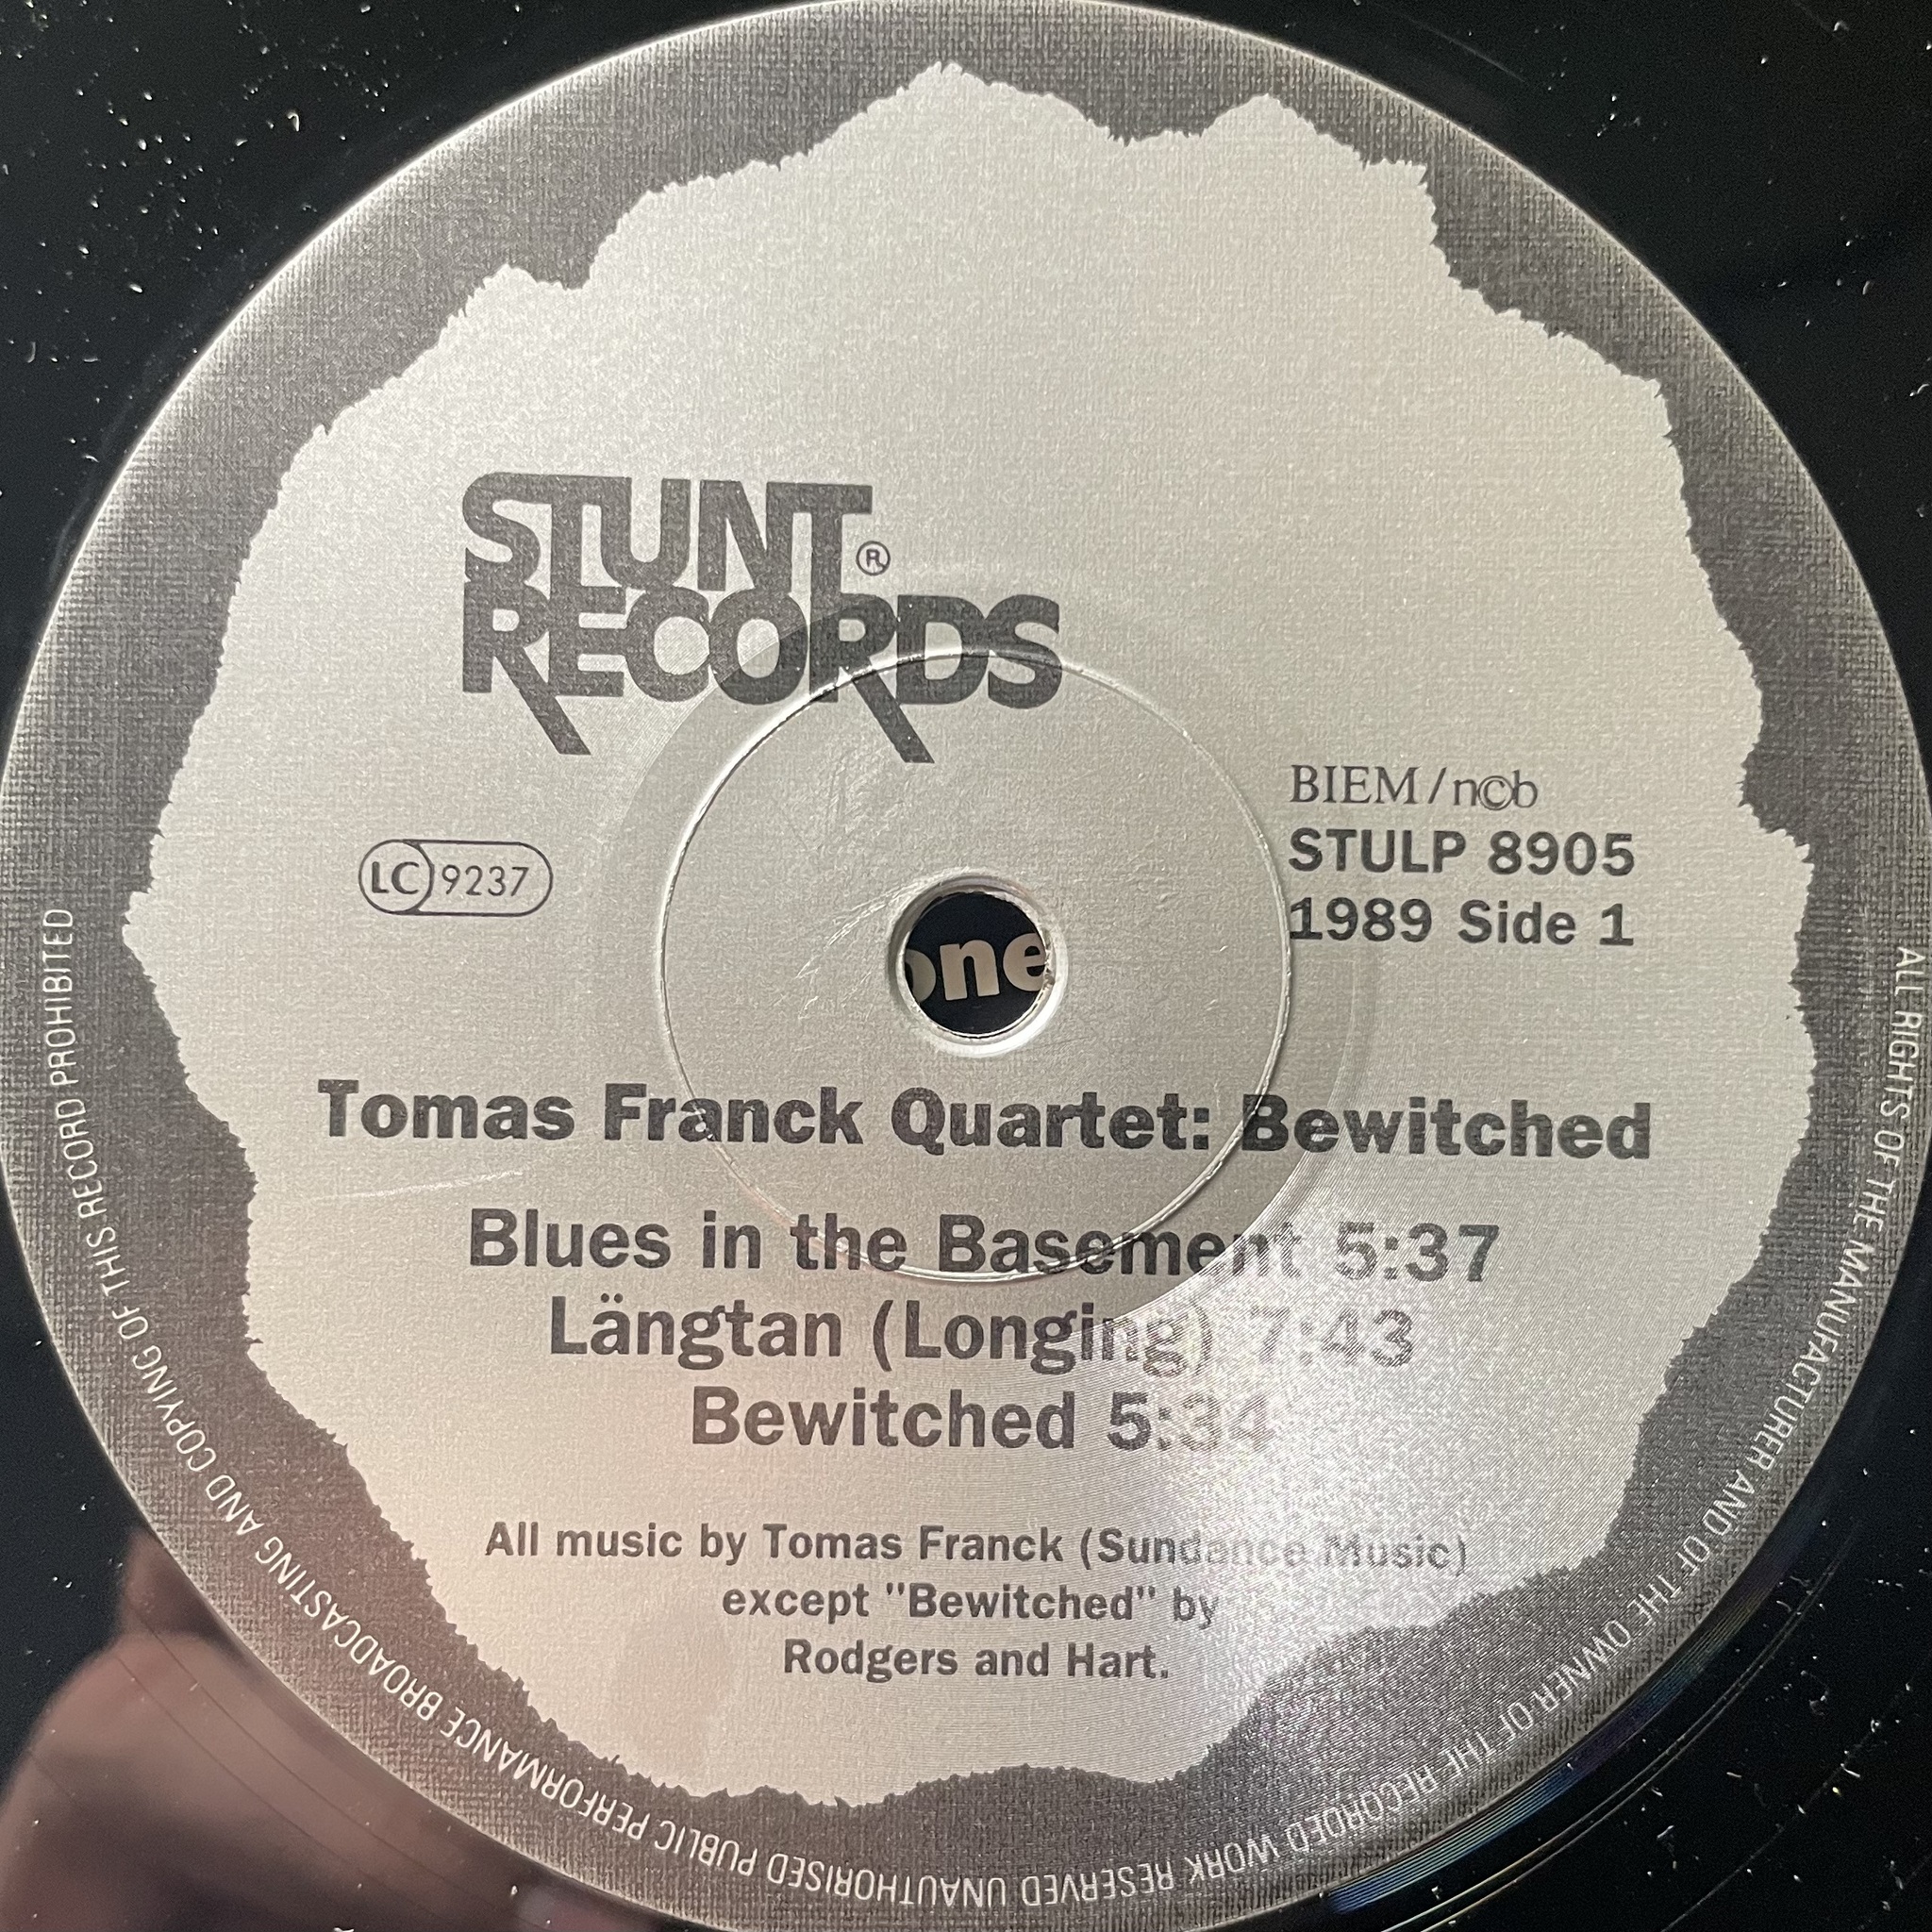 STUNT®
RECORDS
BIEM/n©b
LC 9237
STULP 8905
1989 Side 1
one
Tomas Franck Quartet: Bewitched
Blues in the Basement 5:37
Längtan (Longing) 7:43
Bewitched 5:34
All music by Tomas Franck (Sundance Music)
except "Bewitched" by
Rodgers and Hart.
ALL RIGHTS OF THE MANUFACTURER AND OF THE OWNER OF THE RECORDED WORK RESERVED UNAUTHORISED PUBLIC PERFORMANCE BROADCASTING AND COPYING OF THIS RECORD PROHIBITED